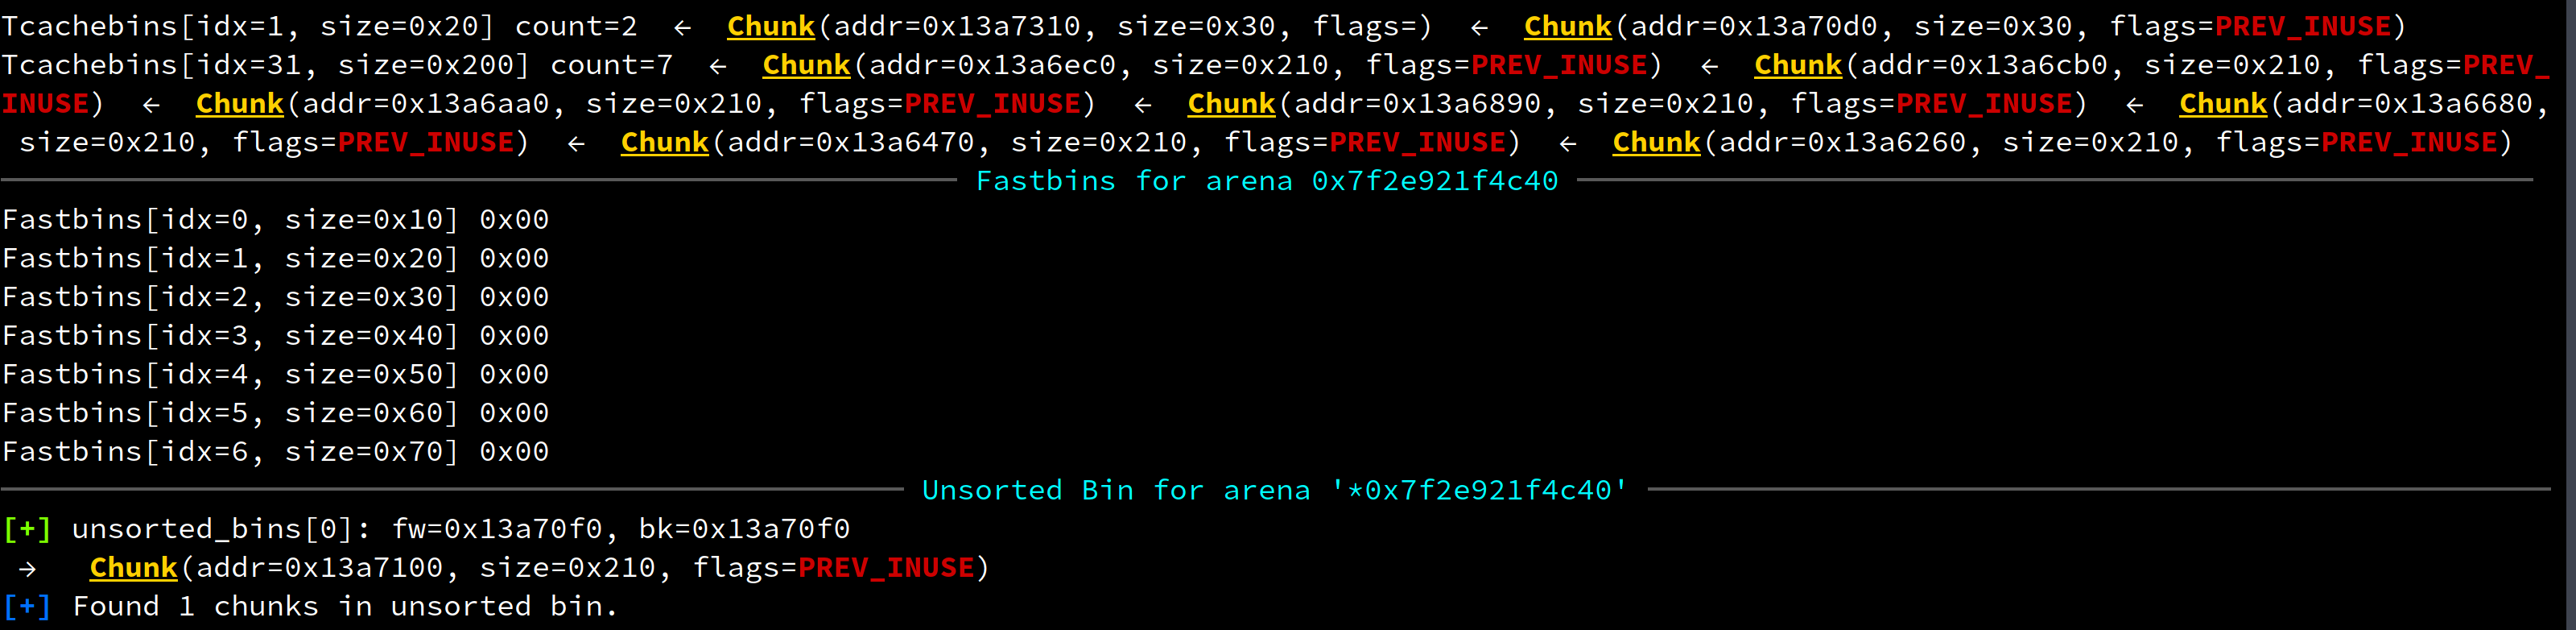 Tcachebins[idx=1, size=0x20] count=2  ←  Chunk(addr=0x13a7310, size=0x30, flags=)  ←  Chunk(addr=0x13a70d0, size=0x30, flags=PREV_INUSE)
Tcachebins[idx=31, size=0x200] count=7  ←  Chunk(addr=0x13a6ec0, size=0x210, flags=PREV_INUSE)  ←  Chunk(addr=0x13a6cb0, size=0x210, flags=PREV_
INUSE)  ←  Chunk(addr=0x13a6aa0, size=0x210, flags=PREV_INUSE)  ←  Chunk(addr=0x13a6890, size=0x210, flags=PREV_INUSE)  ←  Chunk(addr=0x13a6680,
 size=0x210, flags=PREV_INUSE)  ←  Chunk(addr=0x13a6470, size=0x210, flags=PREV_INUSE)  ←  Chunk(addr=0x13a6260, size=0x210, flags=PREV_INUSE)
Fastbins for arena 0x7f2e921f4c40
Fastbins[idx=0, size=0x10] 0x00
Fastbins[idx=1, size=0x20] 0x00
Fastbins[idx=2, size=0x30] 0x00
Fastbins[idx=3, size=0x40] 0x00
Fastbins[idx=4, size=0x50] 0x00
Fastbins[idx=5, size=0x60] 0x00
Fastbins[idx=6, size=0x70] 0x00
Unsorted Bin for arena '*0x7f2e921f4c40'
[+] unsorted_bins[0]: fw=0x13a70f0, bk=0x13a70f0
 →   Chunk(addr=0x13a7100, size=0x210, flags=PREV_INUSE)
[+] Found 1 chunks in unsorted bin.